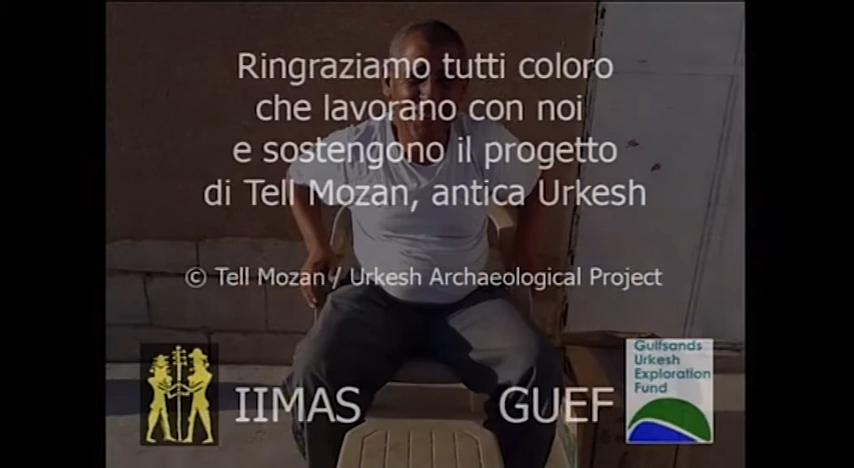 Ringraziamo tutti coloro
che lavorano con noi
e sostengono il progetto
di Tell Mozan, antica Urkesh
© Tell Mozan / Urkesh Archaeological Project
IIMAS
GUEF
Gulfsands
Urkesh
Exploration
Fund